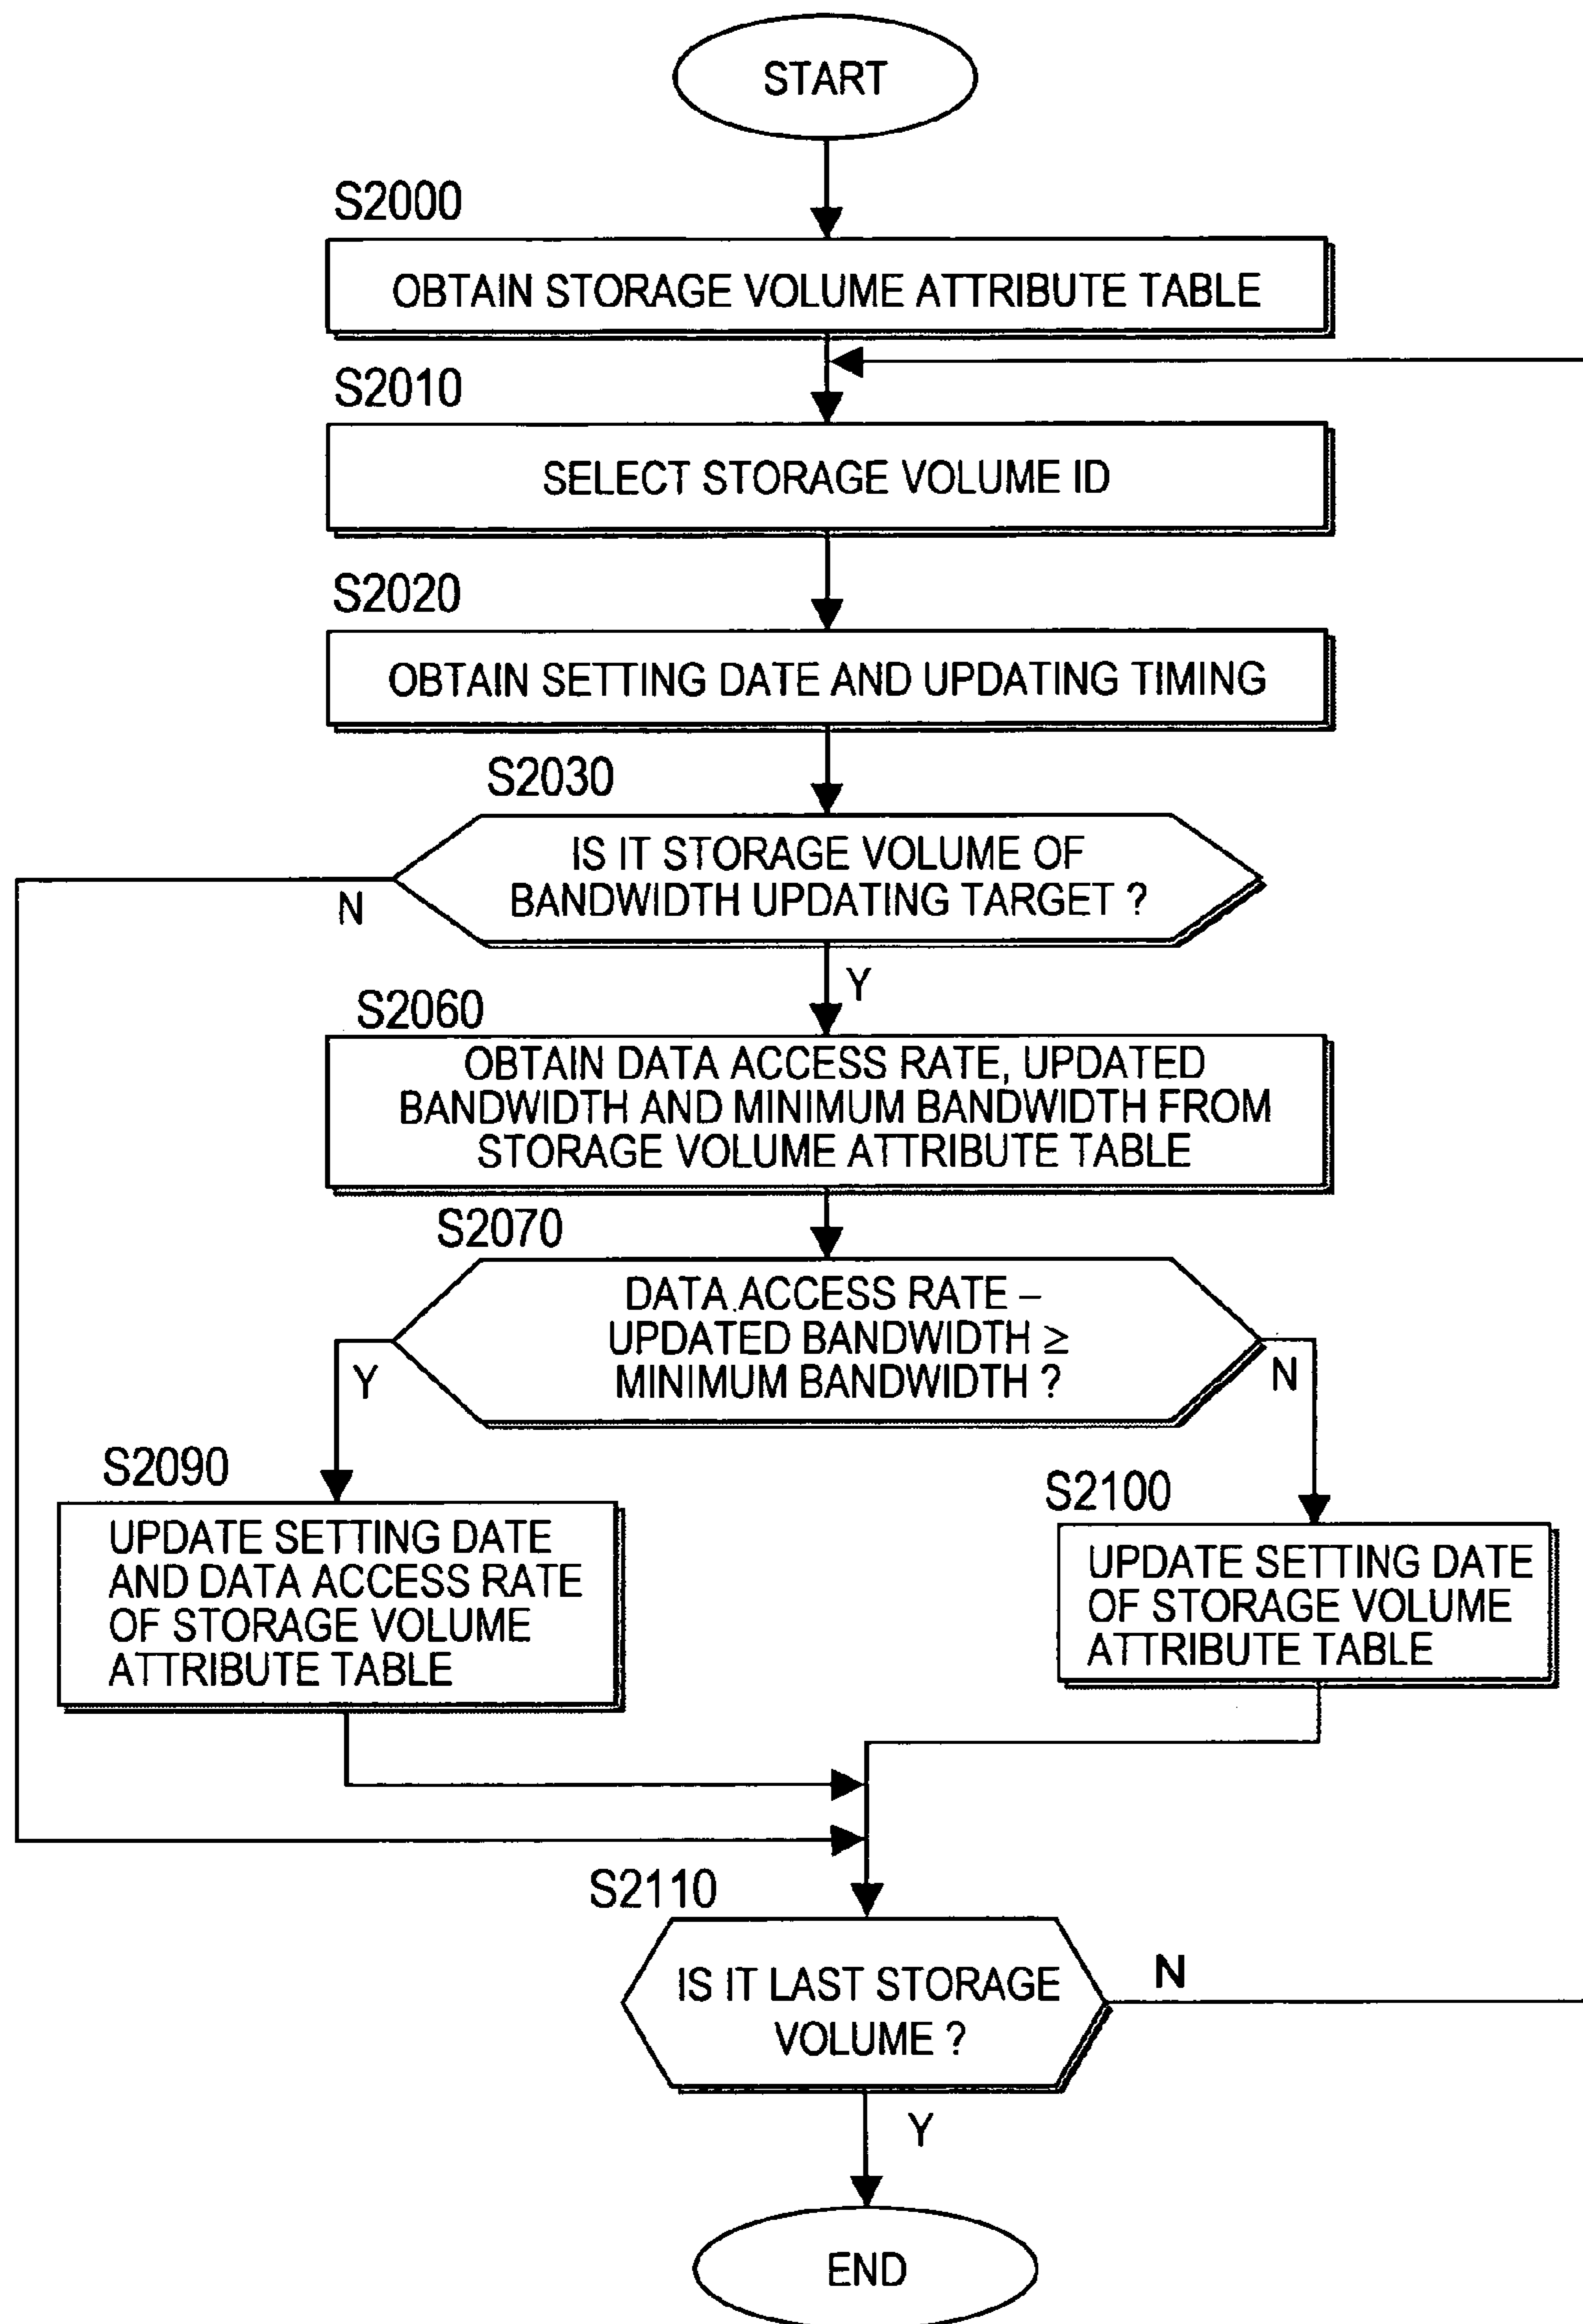 START
S2000
OBTAIN STORAGE VOLUME ATTRIBUTE TABLE
S2010
SELECT STORAGE VOLUME ID
S2020
OBTAIN SETTING DATE AND UPDATING TIMING
S2030
IS IT STORAGE VOLUME OF
BANDWIDTH UPDATING TARGET ?
N
Y
S2060
OBTAIN DATA ACCESS RATE, UPDATED
BANDWIDTH AND MINIMUM BANDWIDTH FROM
STORAGE VOLUME ATTRIBUTE TABLE
S2070
DATA ACCESS RATE –
UPDATED BANDWIDTH ≥
MINIMUM BANDWIDTH ?
Y
N
S2090
UPDATE SETTING DATE
AND DATA ACCESS RATE
OF STORAGE VOLUME
ATTRIBUTE TABLE
S2100
UPDATE SETTING DATE
OF STORAGE VOLUME
ATTRIBUTE TABLE
S2110
IS IT LAST STORAGE
VOLUME ?
N
Y
END